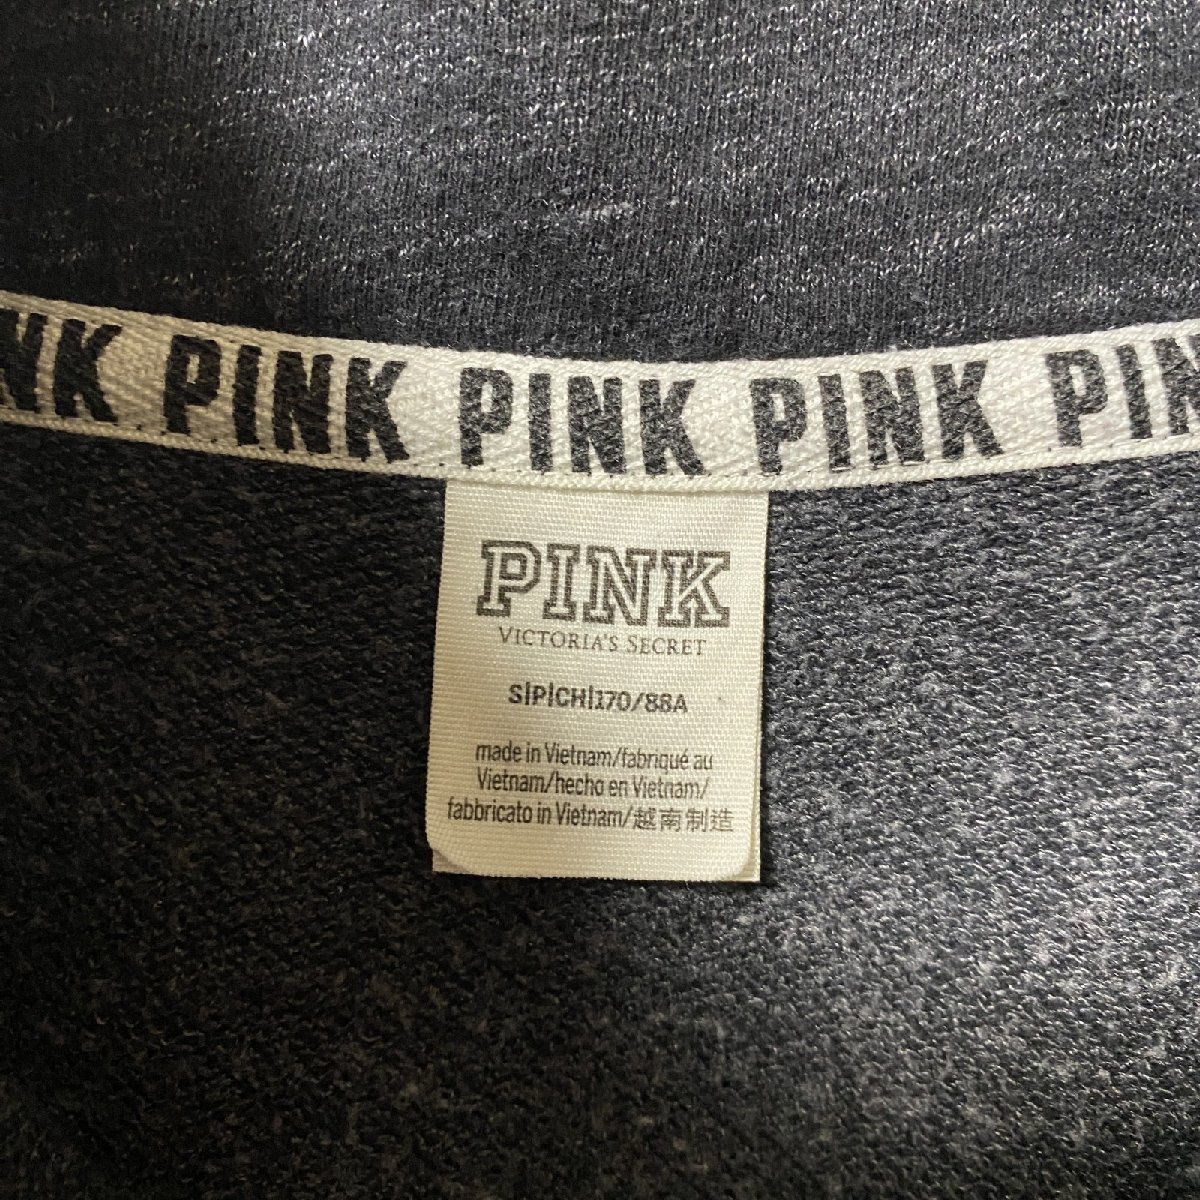 NK PINK PINK PINK PIN
PINK
VICTORIA'S SECRET
S|P|CH|170/88A
made in Vietnam/fabriqué au
Vietnam/hecho en Vietnam/
fabbricato in Vietnam/越南制造